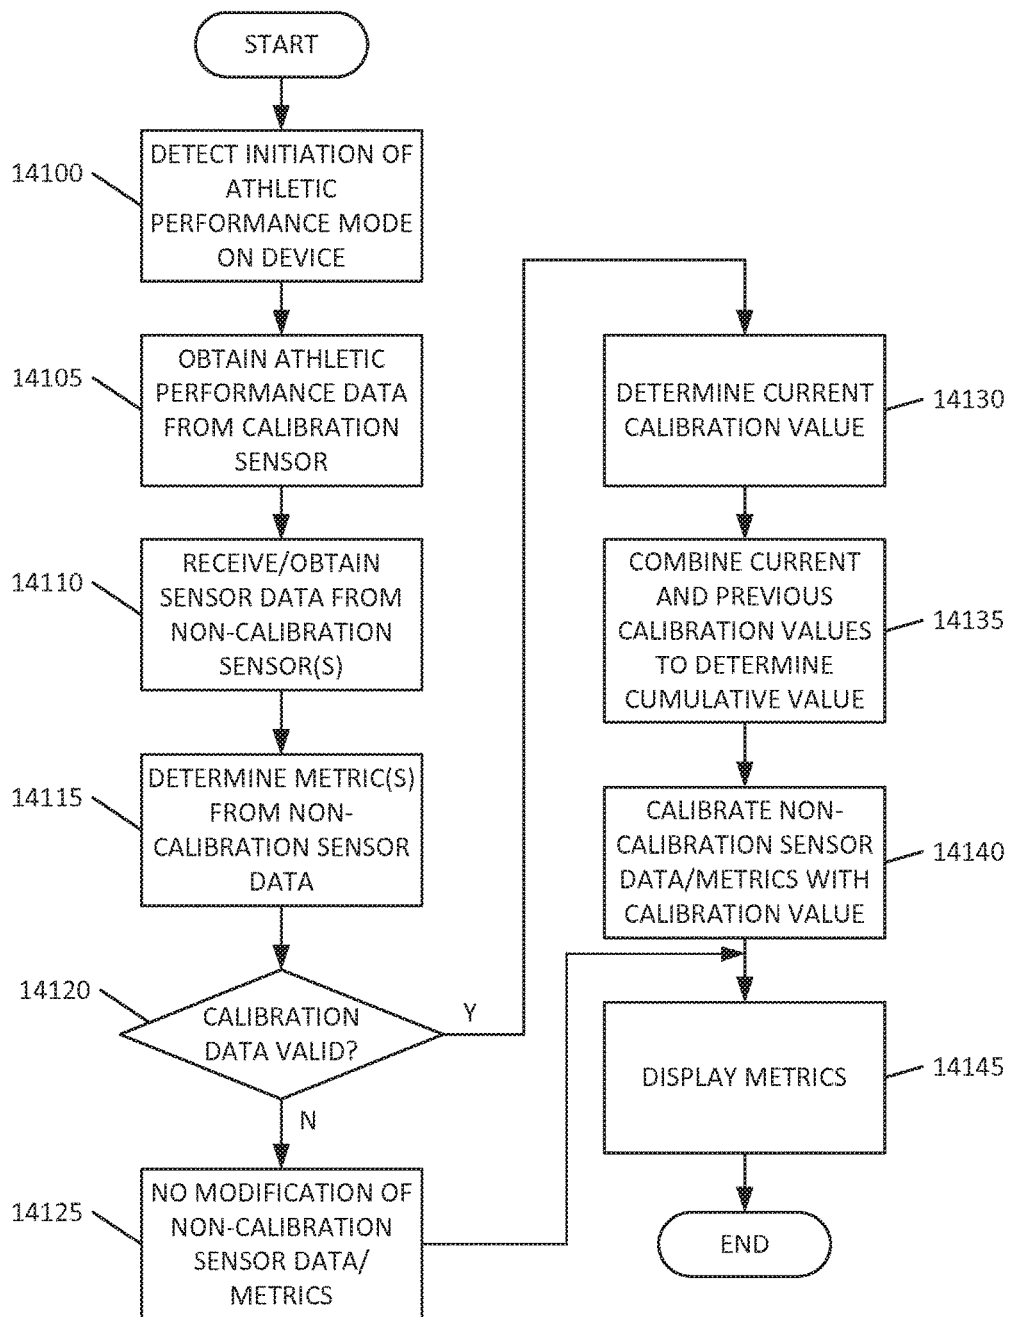 START
14100
DETECT INITIATION OF
ATHLETIC
PERFORMANCE MODE
ON DEVICE
14105
OBTAIN ATHLETIC
PERFORMANCE DATA
FROM CALIBRATION
SENSOR
14110
RECEIVE/OBTAIN
SENSOR DATA FROM
NON-CALIBRATION
SENSOR(S)
14115
DETERMINE METRIC(S)
FROM NON-
CALIBRATION SENSOR
DATA
14120
CALIBRATION
DATA VALID?
Y
N
14125
NO MODIFICATION OF
NON-CALIBRATION
SENSOR DATA/
METRICS
DETERMINE CURRENT
CALIBRATION VALUE
14130
COMBINE CURRENT
AND PREVIOUS
CALIBRATION VALUES
TO DETERMINE
CUMULATIVE VALUE
14135
CALIBRATE NON-
CALIBRATION SENSOR
DATA/METRICS WITH
CALIBRATION VALUE
14140
DISPLAY METRICS
14145
END